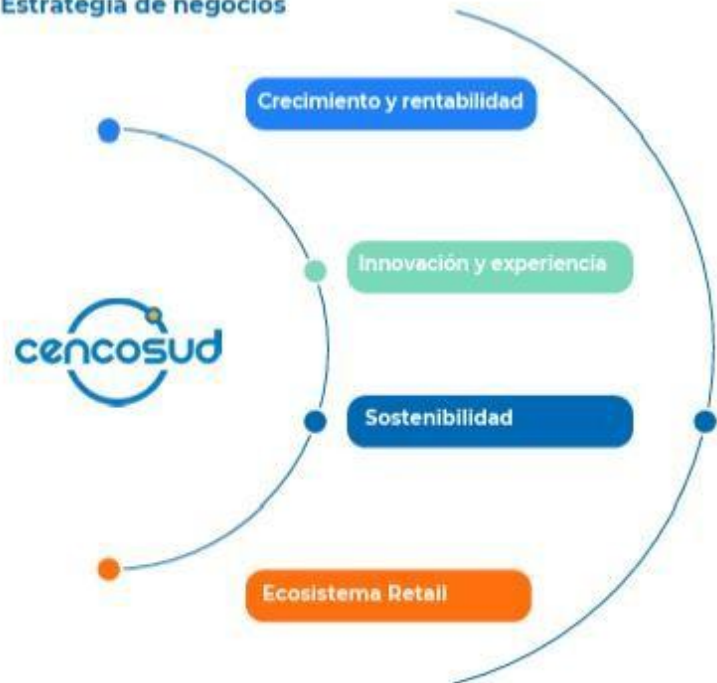 Estrategia de negocios
Crecimiento y rentabilidad
Innovación y experiencia
cencosud
Sostenibilidad
Ecosistema Retail